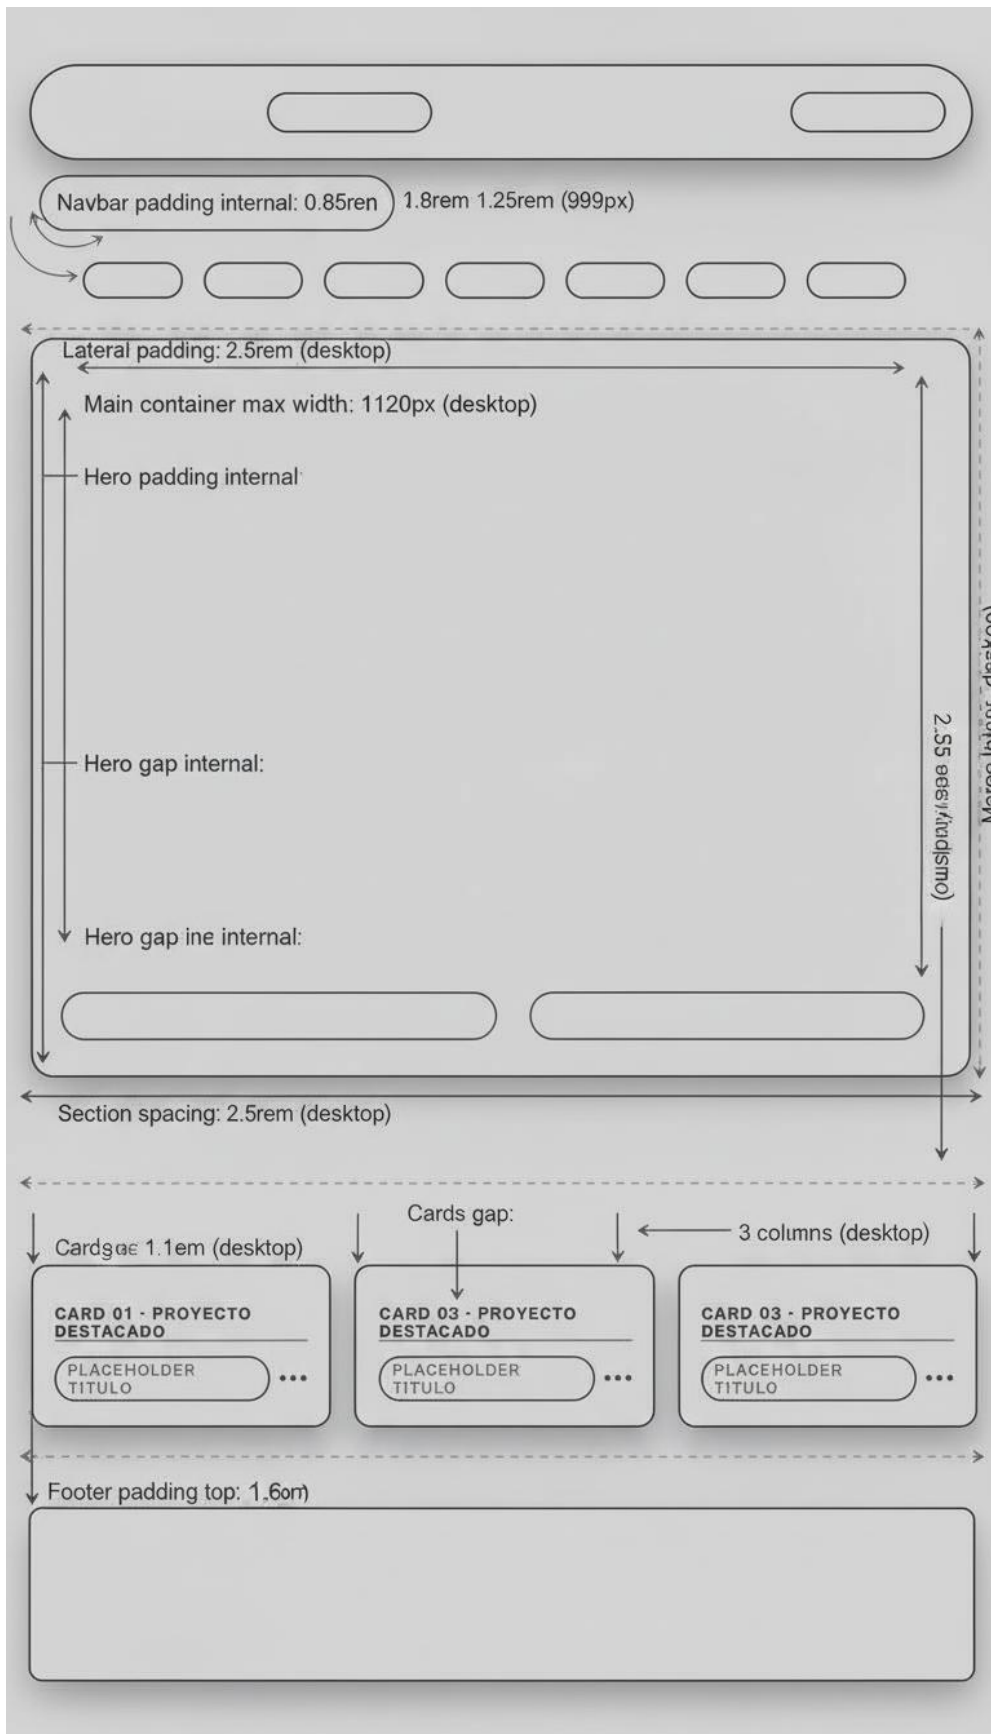 Navbar padding internal: 0.85ren 1.8rem 1.25rem (999px)
Lateral padding: 2.5rem (desktop)
Main container max width: 1120px (desktop)
Hero padding internal
Hero gap internal:
2.55
Hero gap ine internal:
Section spacing: 2.5rem (desktop)
Cards gap:
3 columns (desktop)
1.1em (desktop)
CARD 01 - PROYECTO
DESTACADO
PLACEHOLDER
TITULO
CARD 03 - PROYECTO
DESTACADO
PLACEHOLDER
TITULO
CARD 03 - PROYECTO
DESTACADO
PLACEHOLDER
TITULO
Footer padding top: